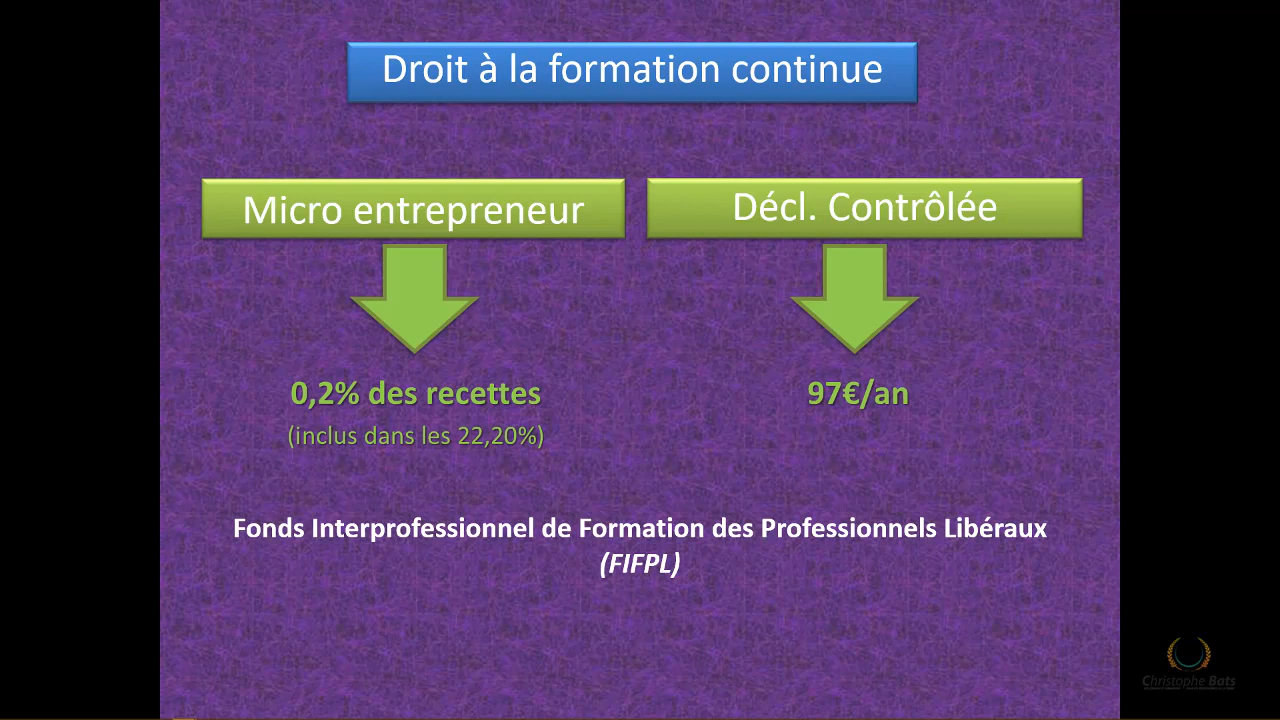 Droit à la formation continue
Micro entrepreneur
Décl. Contrôlée
0,2% des recettes
97€/an
(inclus dans les 22,20%)
Fonds Interprofessionnel de Formation des Professionnels Libéraux
(FIFPL)
Christophe Bats